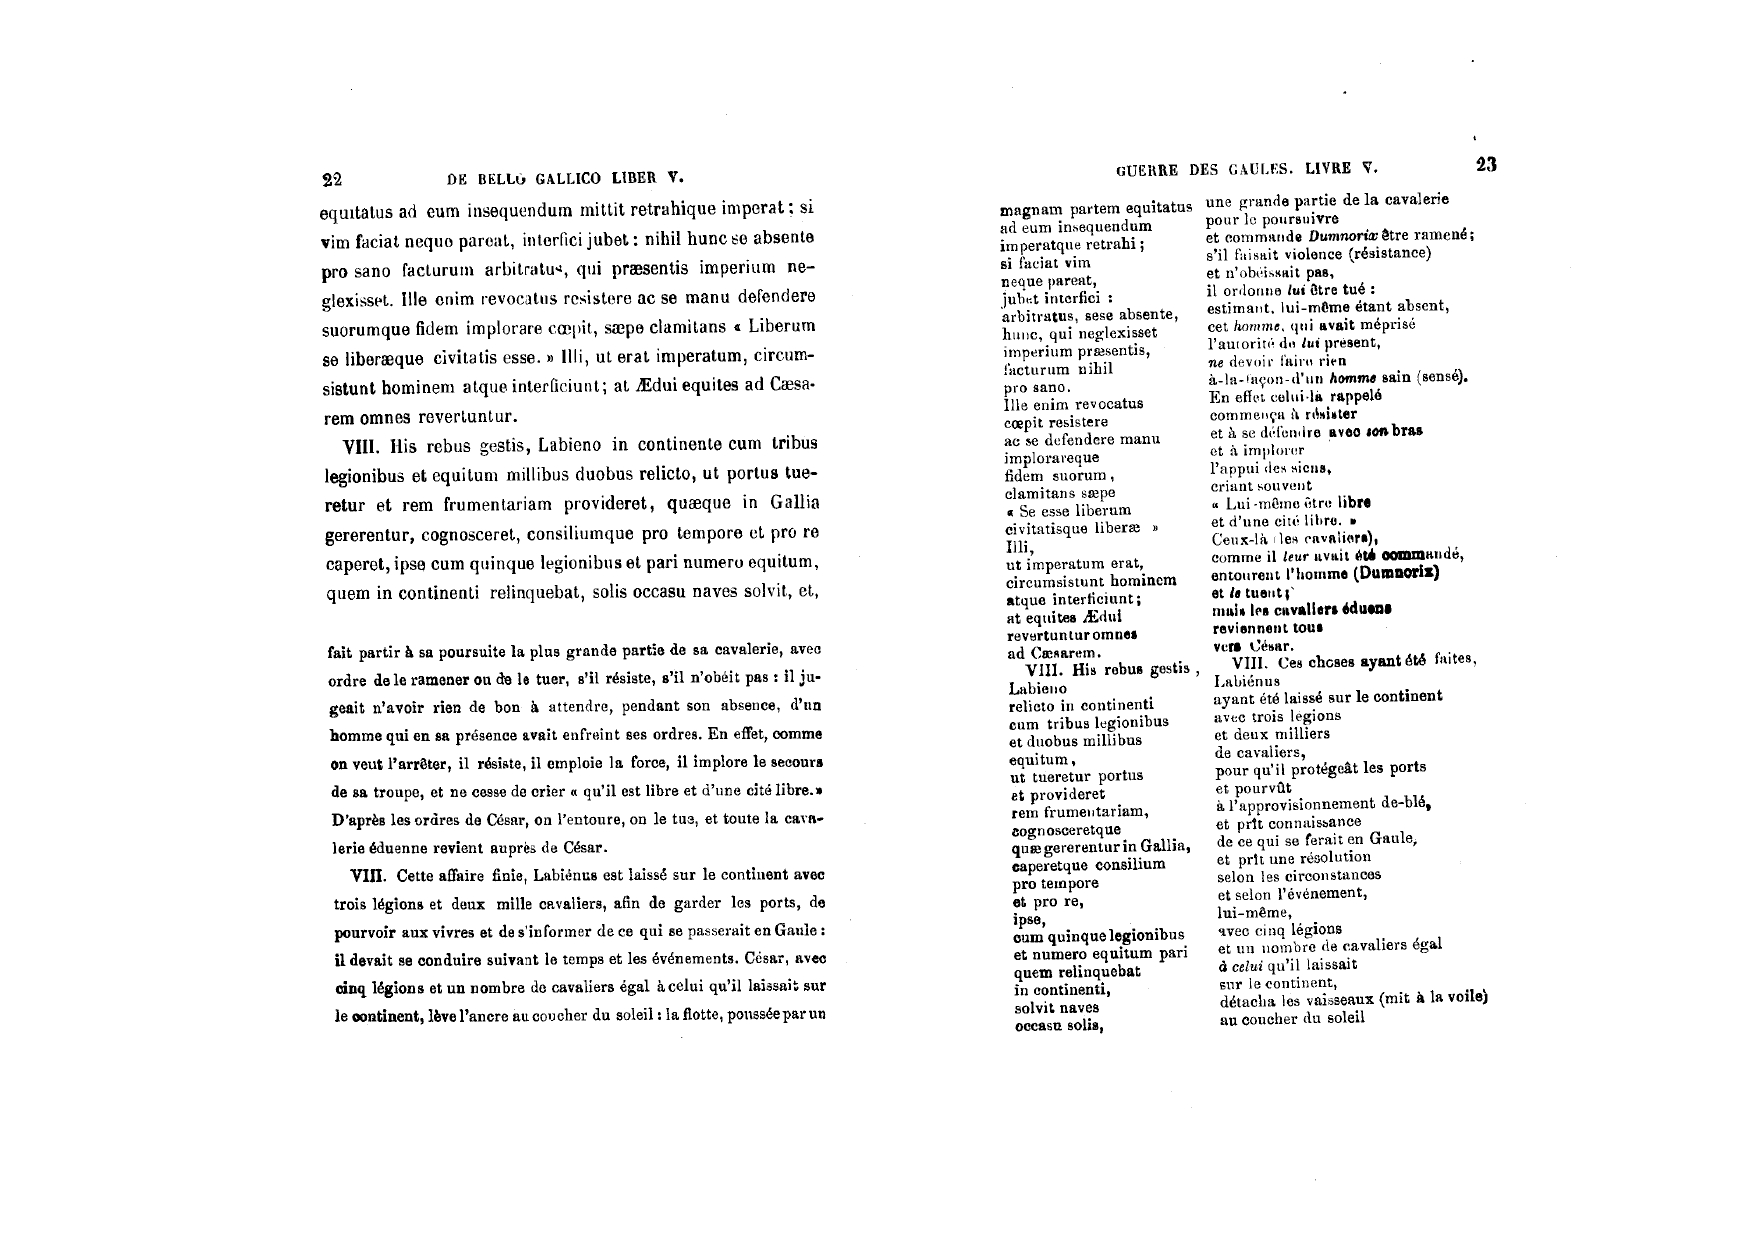 22 DE BELLO GALLICO LIBER V.
equitatus ad eum insequendum mittit retrahique imperat ; si
vim faciat neque pareat, interfici jubet : nihil hunc se absente
pro sano facturum arbitratus, qui præsentis imperium ne-
glexisset. Ille enim revocatus resistere ac se manu defendere
suorumque fidem implorare cœpit, sæpe clamitans « Liberum
se liberæque civitatis esse. » Illi, ut erat imperatum, circum-
sistunt hominem atque interficiunt ; at Ædui equites ad Cæsa-
rem omnes revertuntur.
VIII. His rebus gestis, Labieno in continente cum tribus
legionibus et equitum millibus duobus relicto, ut portus tue-
retur et rem frumentariam provideret, quæque in Gallia
gererentur, cognosceret, consiliumque pro tempore et pro re
caperet, ipse cum quinque legionibus et pari numero equitum,
quem in continenti relinquebat, solis occasu naves solvit, et,
fait partir à sa poursuite la plus grande partie de sa cavalerie, avec
ordre de le ramener ou de le tuer, s'il résiste, s'il n'obéit pas : il ju-
geait n'avoir rien de bon à attendre, pendant son absence, d'un
homme qui en sa présence avait enfreint ses ordres. En effet, comme
on veut l'arrêter, il résiste, il emploie la force, il implore le secours
de sa troupe, et ne cesse de crier « qu'il est libre et d'une cité libre. »
D'après les ordres de César, on l'entoure, on le tue, et toute la cava-
lerie éduenne revient auprès de César.
VIII. Cette affaire finie, Labiénus est laissé sur le continent avec
trois légions et deux mille cavaliers, afin de garder les ports, de
pourvoir aux vivres et de s'informer de ce qui se passerait en Gaule :
il devait se conduire suivant le temps et les événements. César, avec
cinq légions et un nombre de cavaliers égal à celui qu'il laissait sur
le continent, lève l'ancre au coucher du soleil : la flotte, poussée par un
GUERRE DES GAULES. LIVRE V. 23
magnam partem equitatus
ad eum insequendum
imperatque retrahi ;
si faciat vim
neque pareat,
jubet interfici :
arbitratus, sese absente,
hunc, qui neglexisset
imperium præsentis,
facturum nihil
pro sano.
Ille enim revocatus
cœpit resistere
ac se defendere manu
implorareque
fidem suorum,
clamitans sæpe
« Se esse liberum
civitatisque liberæ »
Illi,
ut imperatum erat,
circumsistunt hominem
atque interficiunt ;
at equites Ædui
revertuntur omnes
ad Cæsarem.
VIII. His rebus gestis,
Labieno
relicto in continenti
cum tribus legionibus
et duobus millibus
equitum,
ut tueretur portus
et provideret
rem frumentariam,
cognosceretque
quæ gererentur in Gallia,
caperetque consilium
pro tempore
et pro re,
ipse,
cum quinque legionibus
et numero equitum pari
quem relinquebat
in continenti,
solvit naves
occasu solis,
une grande partie de la cavalerie
pour le poursuivre
et commande Dumnorix être ramené ;
s'il faisait violence (résistance)
et n'obéissait pas,
il ordonne lui être tué :
estimant, lui-même étant absent,
cet homme, qui avait méprisé
l'autorité de lui présent,
ne devoir faire rien
à-la-façon-d'un homme sain (sensé).
En effet celui-là rappelé
commença à résister
et à se défendre avec son bras
et à implorer
l'appui des siens,
criant souvent
« Lui-même être libre
et d'une cité libre. »
Ceux-là (les cavaliers),
comme il leur avait été commandé,
entourent l'homme (Dumnorix)
et le tuent ;
mais les cavaliers éduens
reviennent tous
vers César.
VIII. Ces choses ayant été faites,
Labiénus
ayant été laissé sur le continent
avec trois légions
et deux milliers
de cavaliers,
pour qu'il protégeât les ports
et pourvût
à l'approvisionnement de-blé,
et prît connaissance
de ce qui se ferait en Gaule,
et prît une résolution
selon les circonstances
et selon l'événement,
lui-même,
avec cinq légions
et un nombre de cavaliers égal
à celui qu'il laissait
sur le continent,
détacha les vaisseaux (mit à la voile)
au coucher du soleil